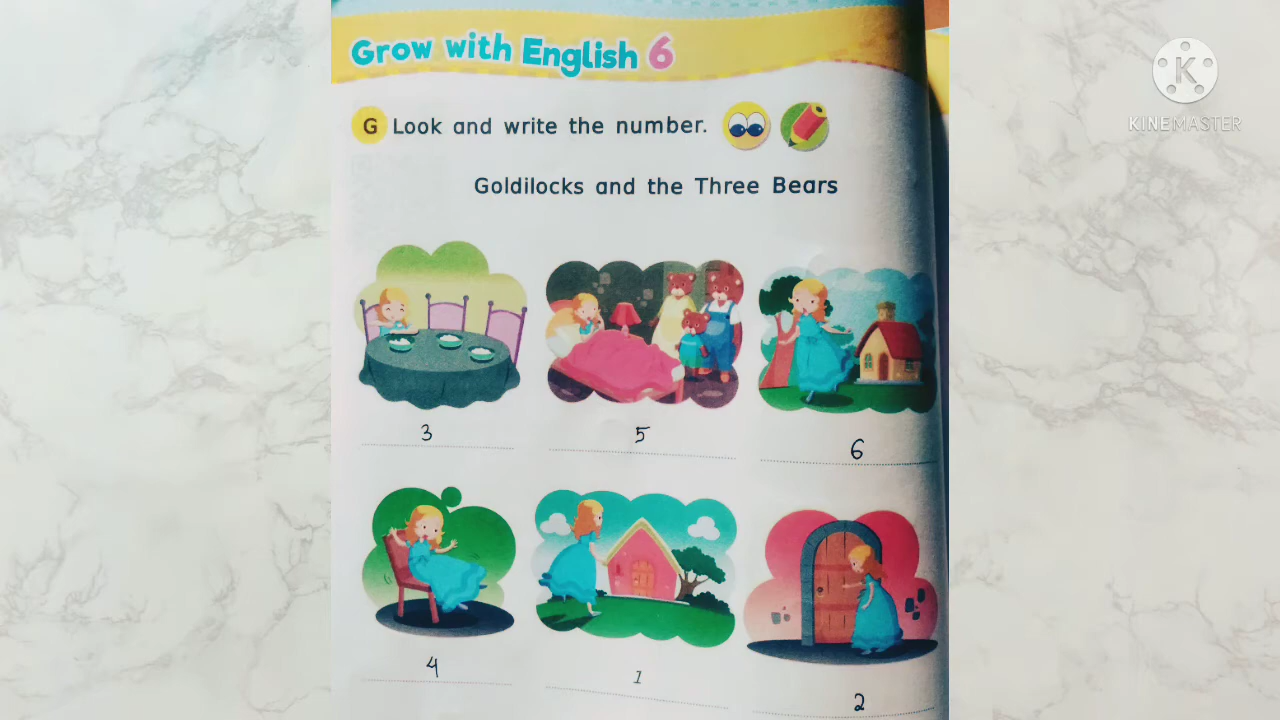 Grow with English 6
G Look and write the number.
Goldilocks and the Three Bears
3 5 6
4 1 2
K
KINEMASTER